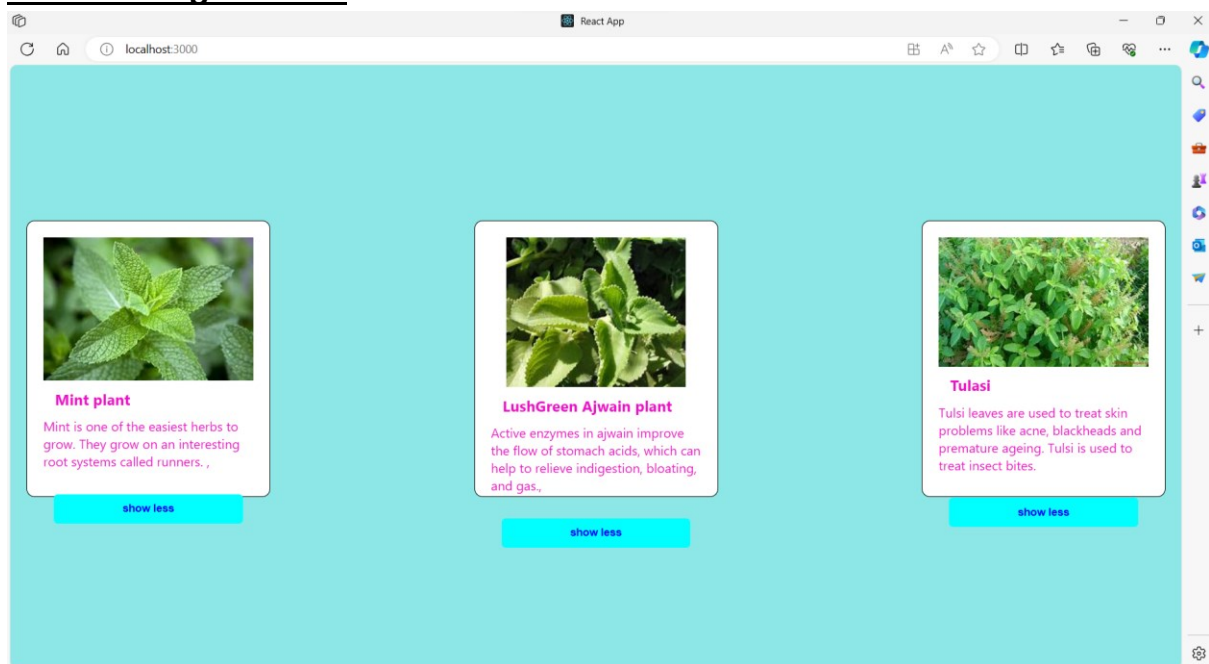 React App
localhost:3000
Mint plant
Mint is one of the easiest herbs to
grow. They grow on an interesting
root systems called runners. ,
show less
LushGreen Ajwain plant
Active enzymes in ajwain improve
the flow of stomach acids, which can
help to relieve indigestion, bloating,
and gas.,
show less
Tulasi
Tulsi leaves are used to treat skin
problems like acne, blackheads and
premature ageing. Tulsi is used to
treat insect bites.
show less